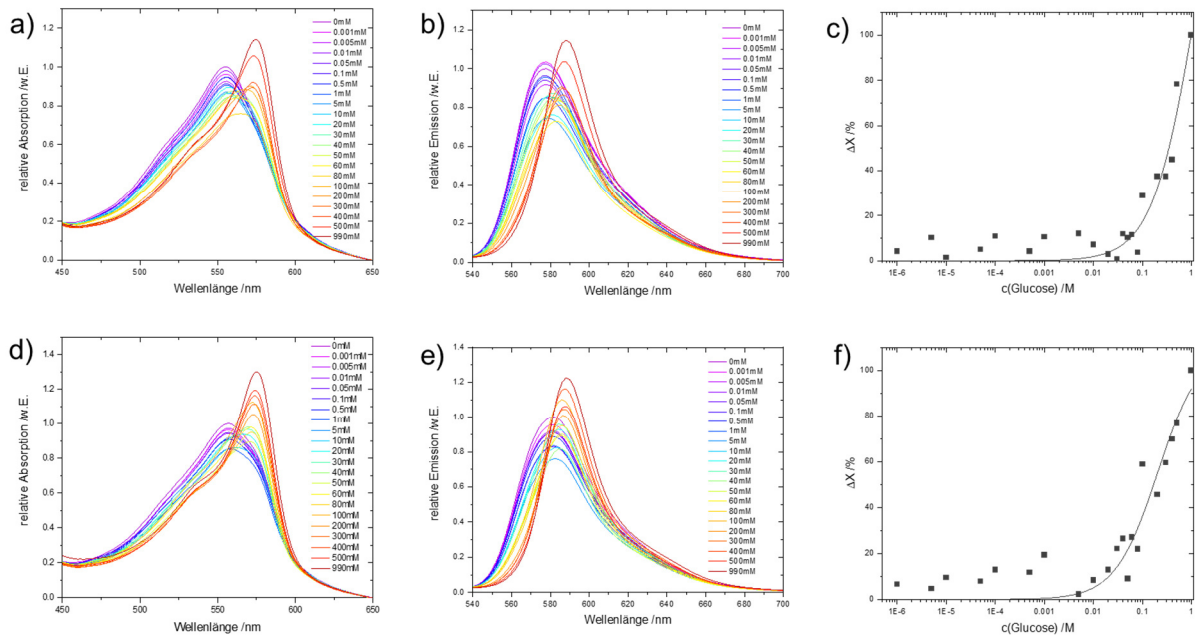 a)
relative Absorption /w.E.
1.2
1.0
0.8
0.6
0.4
0.2
0.0
450
500
550
600
650
Wellenlänge /nm
0mM
0.001mM
0.005mM
0.01mM
0.05mM
0.1mM
0.5mM
1mM
5mM
10mM
20mM
30mM
40mM
50mM
60mM
80mM
100mM
200mM
300mM
400mM
500mM
990mM
b)
relative Emission /w.E.
1.2
1.0
0.8
0.6
0.4
0.2
0.0
540
560
580
600
620
640
660
680
700
Wellenlänge /nm
0mM
0.001mM
0.005mM
0.01mM
0.05mM
0.1mM
0.5mM
1mM
5mM
10mM
20mM
30mM
40mM
50mM
60mM
80mM
100mM
200mM
300mM
400mM
500mM
990mM
c)
ΔX /%
100
80
60
40
20
0
1E-6
1E-5
1E-4
0.001
0.01
0.1
1
c(Glucose) /M
d)
relative Absorption /w.E.
1.4
1.2
1.0
0.8
0.6
0.4
0.2
0.0
450
500
550
600
650
Wellenlänge /nm
0mM
0.001mM
0.005mM
0.01mM
0.05mM
0.1mM
0.5mM
1mM
5mM
10mM
20mM
30mM
40mM
50mM
60mM
80mM
100mM
200mM
300mM
400mM
500mM
990mM
e)
relative Emission /w.E.
1.4
1.2
1.0
0.8
0.6
0.4
0.2
0.0
540
560
580
600
620
640
660
680
700
Wellenlänge /nm
0mM
0.001mM
0.005mM
0.01mM
0.05mM
0.1mM
0.5mM
1mM
5mM
10mM
20mM
30mM
40mM
50mM
60mM
80mM
100mM
200mM
300mM
400mM
500mM
990mM
f)
ΔX /%
100
80
60
40
20
0
1E-6
1E-5
1E-4
0.001
0.01
0.1
1
c(Glucose) /M